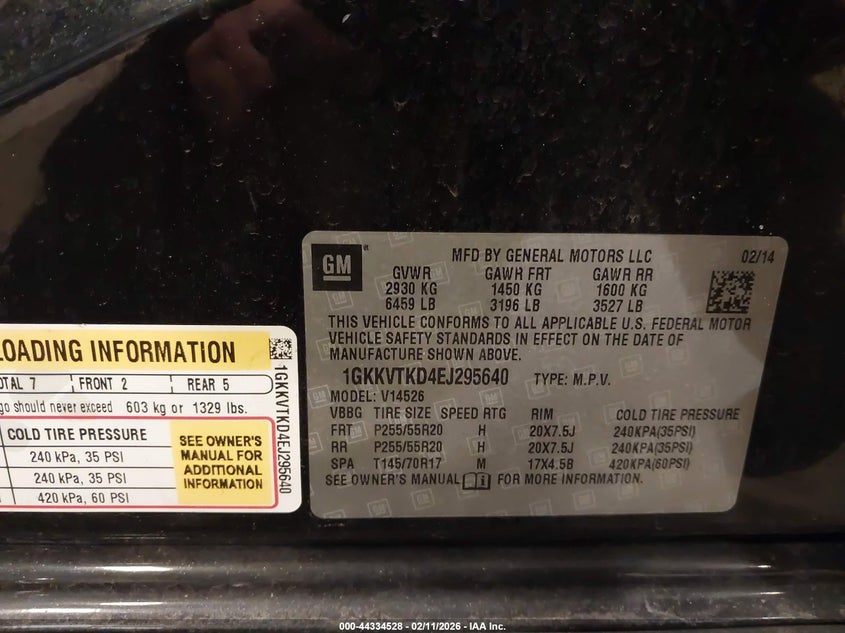 GM
MFD BY GENERAL MOTORS LLC 02/14
GVWR GAWR FRT GAWR RR
2930 KG 1450 KG 1600 KG
6459 LB 3196 LB 3527 LB
THIS VEHICLE CONFORMS TO ALL APPLICABLE U.S. FEDERAL MOTOR
VEHICLE SAFETY STANDARDS IN EFFECT ON THE DATE OF
MANUFACTURE SHOWN ABOVE.
1GKKVTKD4EJ295640 TYPE: M.P.V.
MODEL: V14526
VBBG TIRE SIZE SPEED RTG RIM COLD TIRE PRESSURE
FRT P255/55R20 H 20X7.5J 240KPA(35PSI)
RR P255/55R20 H 20X7.5J 240KPA(35PSI)
SPA T145/70R17 M 17X4.5B 420KPA(60PSI)
SEE OWNER'S MANUAL FOR MORE INFORMATION.
LOADING INFORMATION
OTAL 7 FRONT 2 REAR 5
go should never exceed 603 kg or 1329 lbs.
COLD TIRE PRESSURE
240 kPa, 35 PSI
240 kPa, 35 PSI
420 kPa, 60 PSI
SEE OWNER'S
MANUAL FOR
ADDITIONAL
INFORMATION
1GKKVTKD4EJ295640
000-44334528 - 02/11/2026 - IAA Inc.